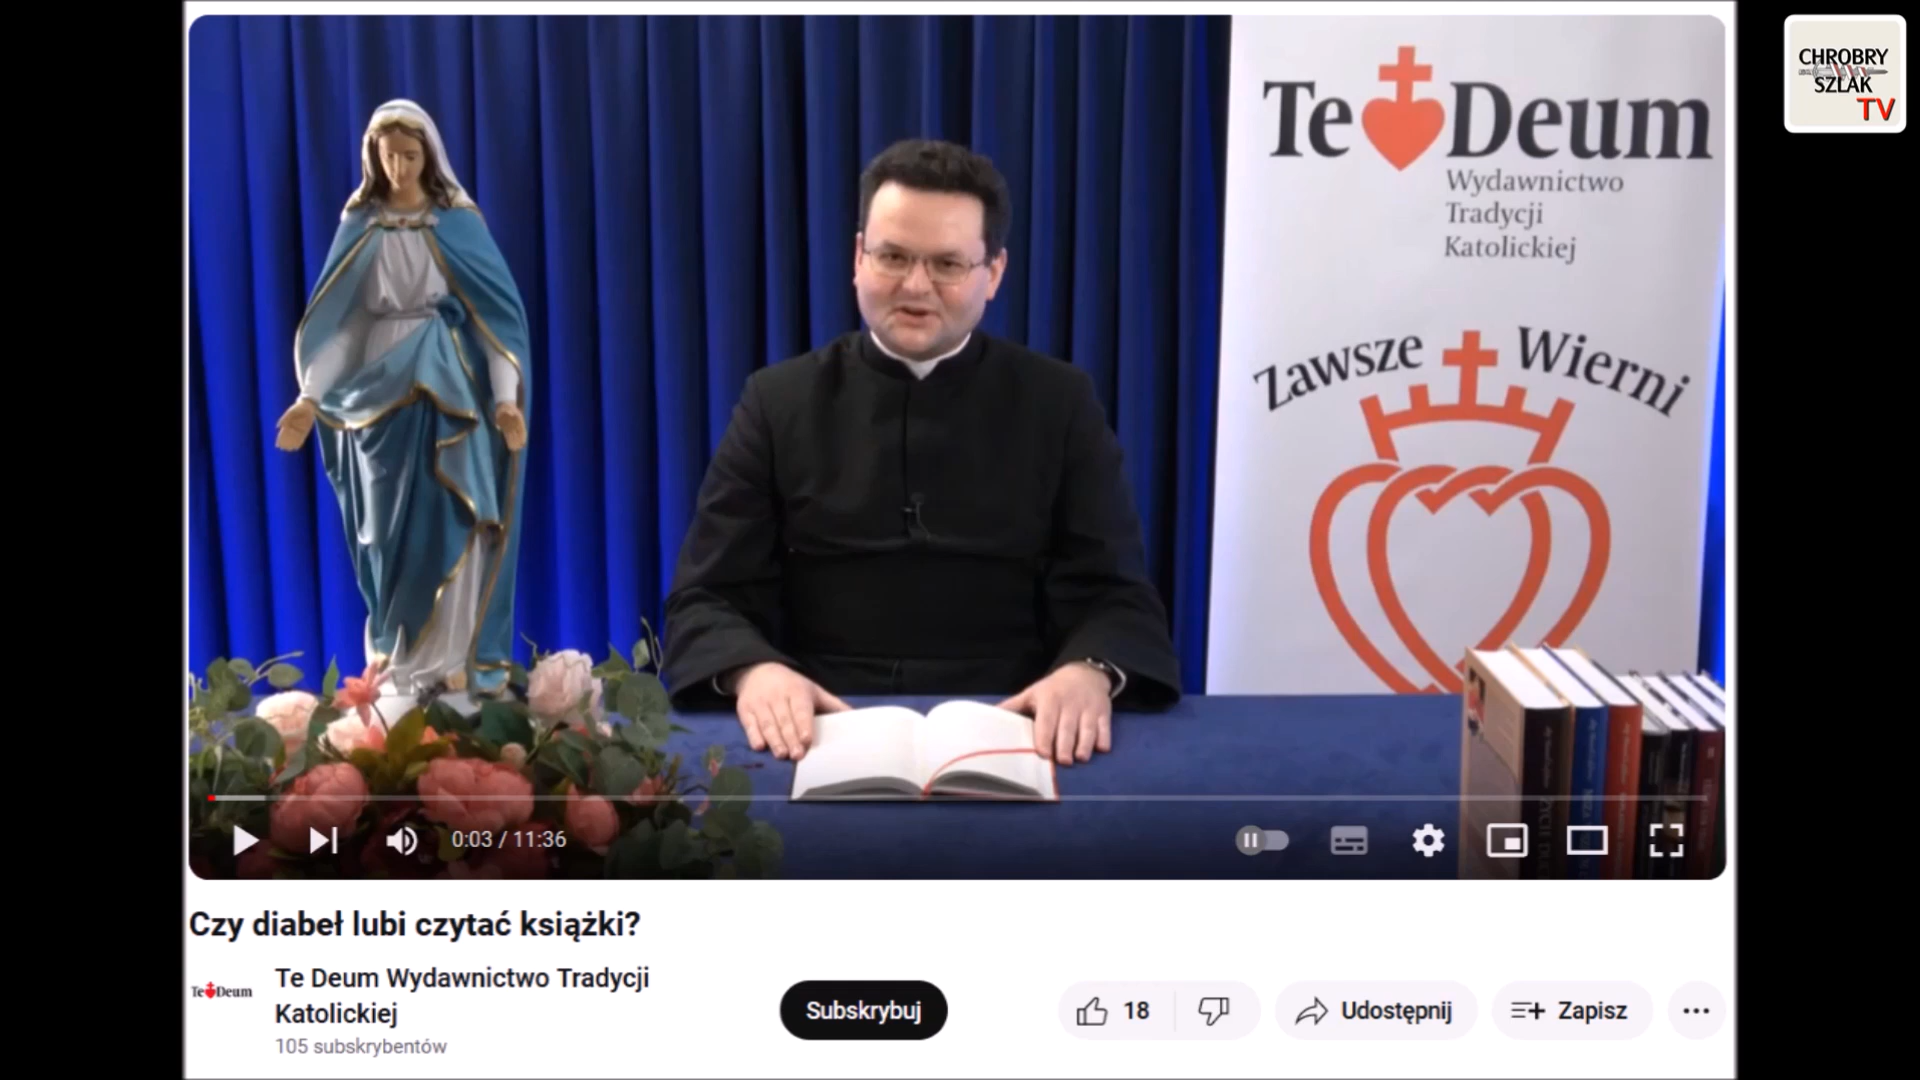 CHROBRY
SZLAK
TV
Te Deum
Wydawnictwo
Tradycji
Katolickiej
Zawsze Wierni
0:03 / 11:36
Czy diabeł lubi czytać książki?
Te Deum
Te Deum Wydawnictwo Tradycji
Katolickiej
105 subskrybentów
Subskrybuj
18
Udostępnij
Zapisz